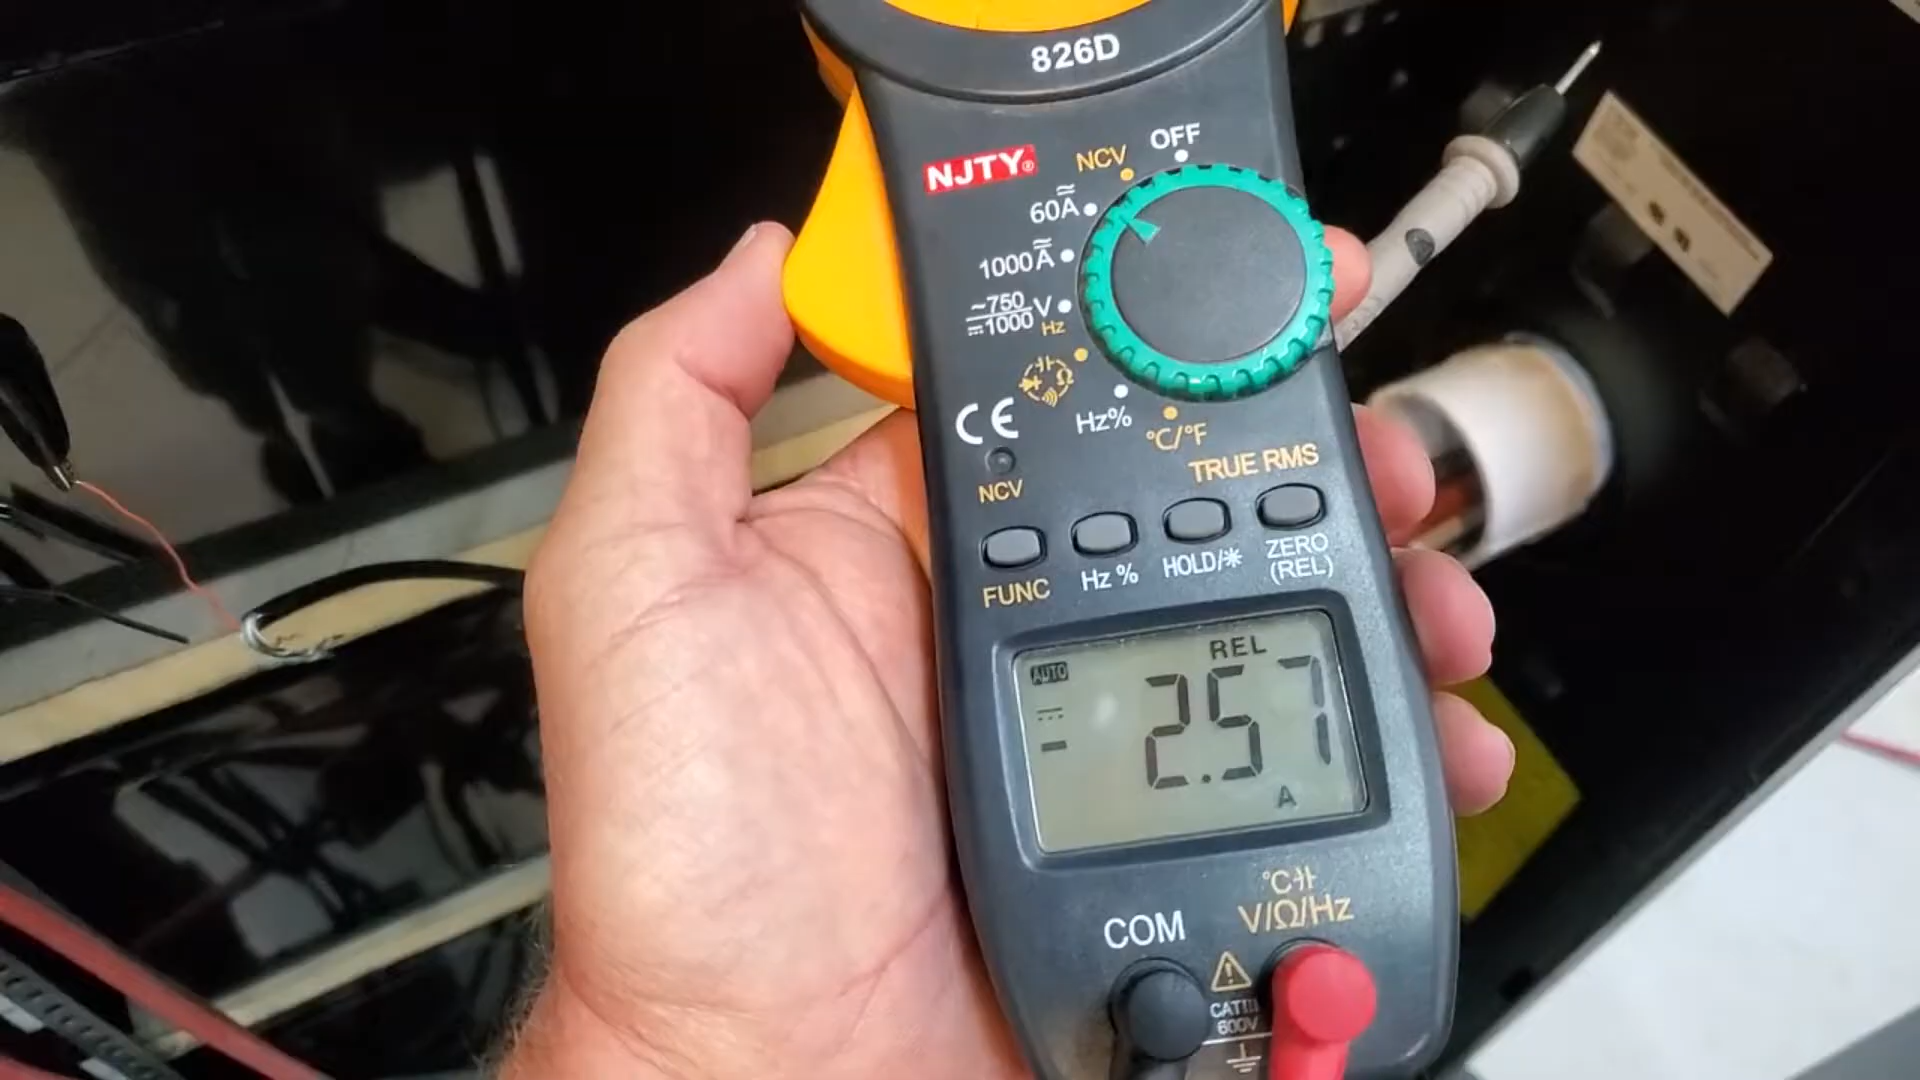 826D
NJTY®
NCV
OFF
60A
1000A
~750
⎓1000
V
Hz
Ω
Hz%
°C/°F
CE
NCV
TRUE RMS
FUNC
Hz %
HOLD/☀
ZERO
(REL)
AUTO
REL
-2.57
A
COM
°C
V/Ω/Hz
CATIII
600V